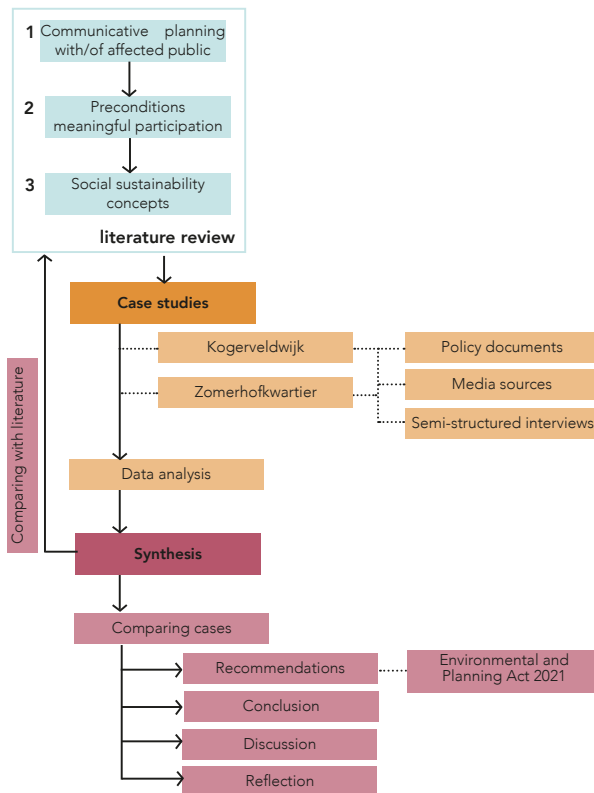 1 Communicative planning
with/of affected public
2 Preconditions
meaningful participation
3 Social sustainability
concepts
literature review
Case studies
Kogerveldwijk
Policy documents
Media sources
Zomerhofkwartier
Semi-structured interviews
Comparing with literature
Data analysis
Synthesis
Comparing cases
Recommendations
Environmental and
Planning Act 2021
Conclusion
Discussion
Reflection